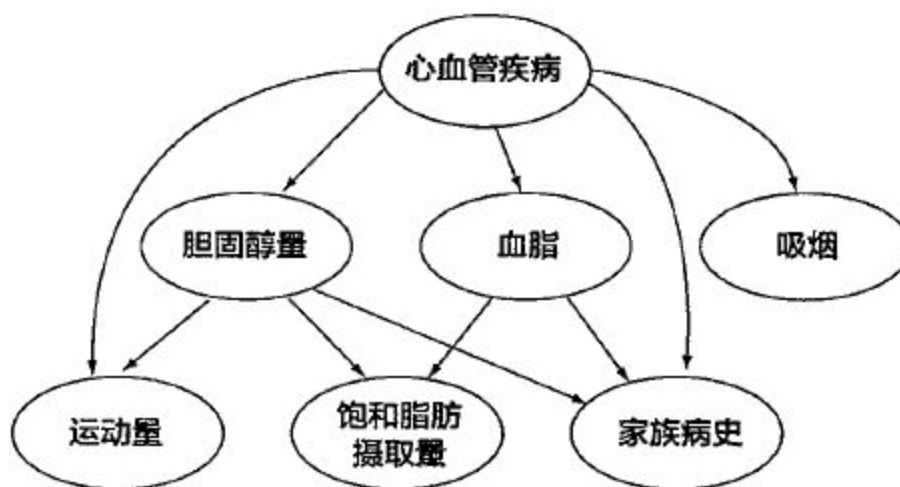 心血管疾病
胆固醇量
血脂
吸烟
运动量
饱和脂肪
摄取量
家族病史